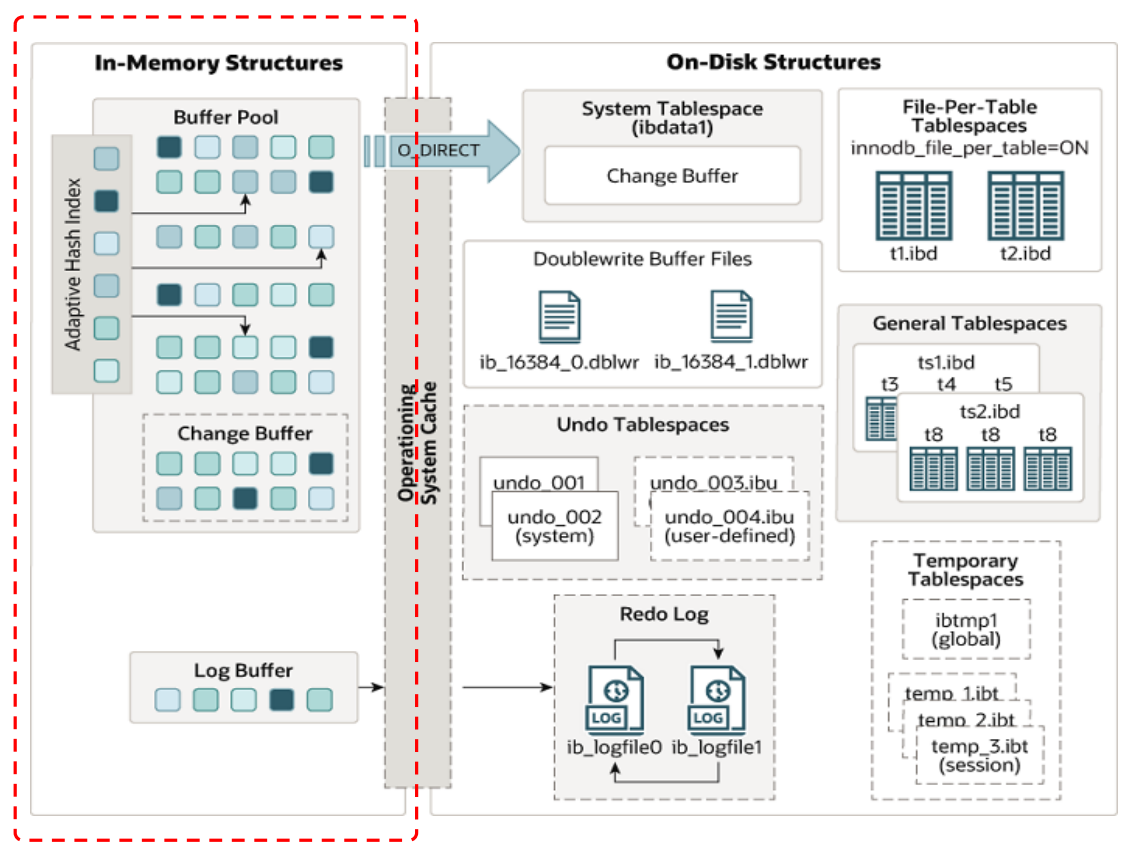 In-Memory Structures
Buffer Pool
Adaptive Hash Index
Change Buffer
Log Buffer
Operationing
System Cache
O_DIRECT
On-Disk Structures
System Tablespace
(ibdata1)
Change Buffer
Doublewrite Buffer Files
ib_16384_0.dblwr
ib_16384_1.dblwr
Undo Tablespaces
undo_001
undo_002
(system)
undo_003.ibu
undo_004.ibu
(user-defined)
Redo Log
LOG
LOG
ib_logfile0
ib_logfile1
File-Per-Table
Tablespaces
innodb_file_per_table=ON
t1.ibd
t2.ibd
General Tablespaces
ts1.ibd
t3 t4 t5
ts2.ibd
t8 t8 t8
Temporary
Tablespaces
ibtmp1
(global)
temp_1.ibt
temp_2.ibt
temp_3.ibt
(session)